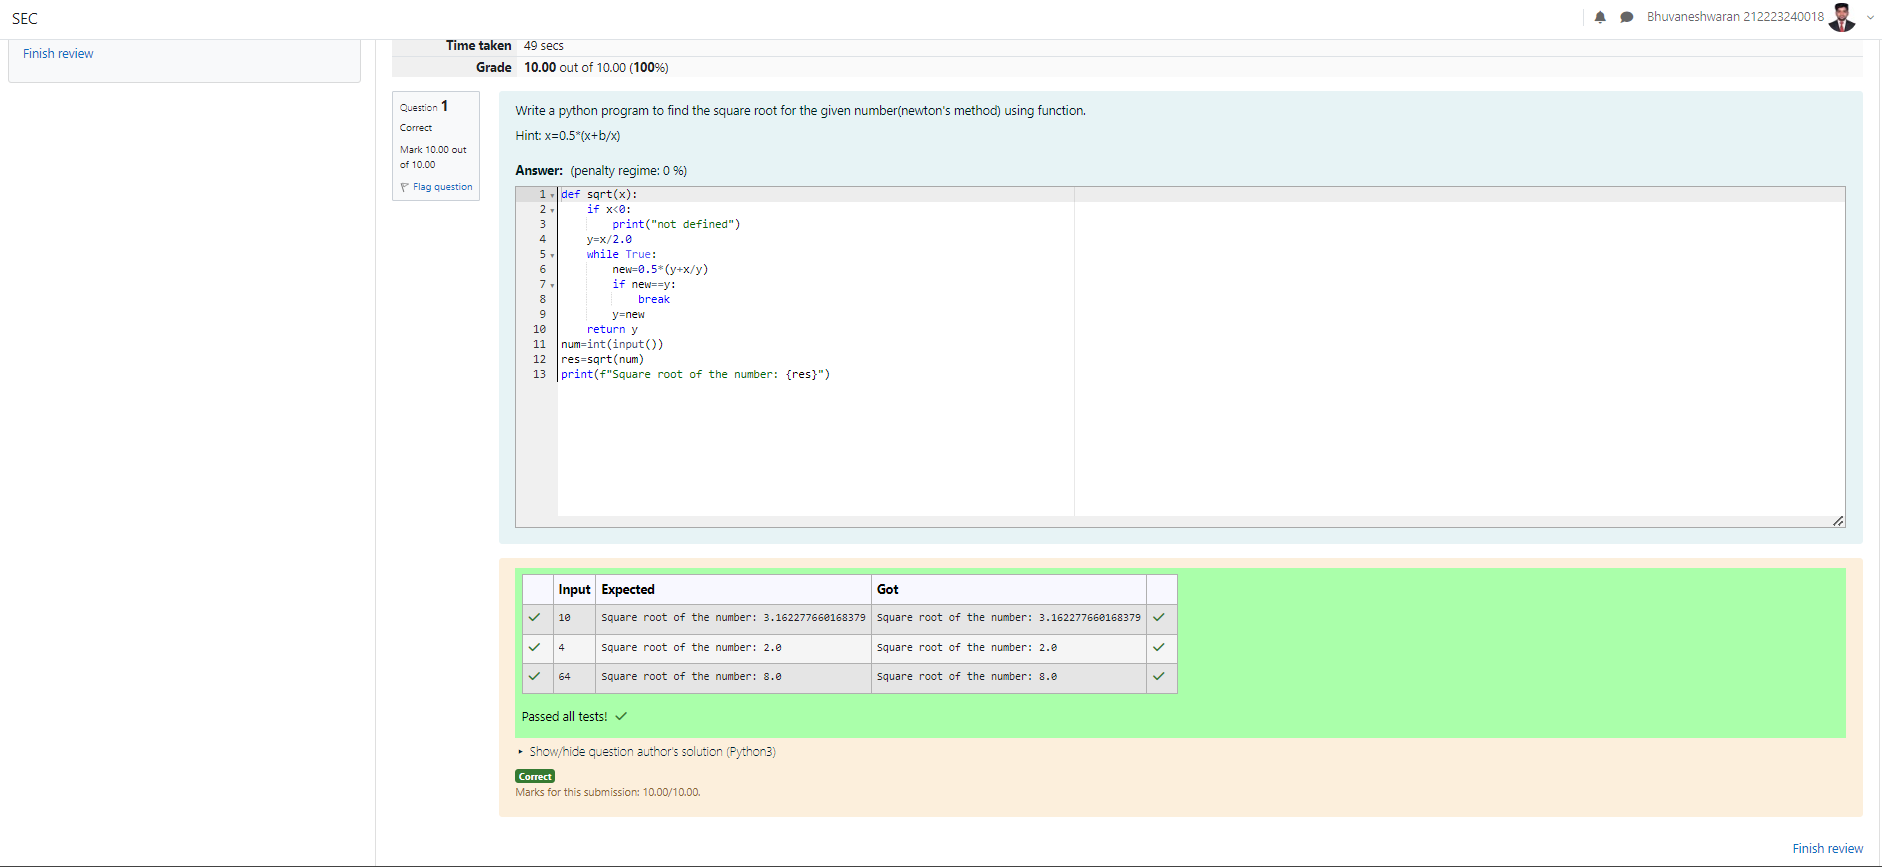 SEC
Bhuvaneshwaran 212223240018
Finish review
Time taken 49 secs
Grade 10.00 out of 10.00 (100%)
Question 1
Correct
Mark 10.00 out
of 10.00
Flag question
Write a python program to find the square root for the given number(newton's method) using function.
Hint: x=0.5*(x+b/x)
Answer: (penalty regime: 0 %)
1 def sqrt(x):
2     if x<0:
3         print("not defined")
4     y=x/2.0
5     while True:
6         new=0.5*(y+x/y)
7         if new==y:
8             break
9         y=new
10     return y
11 num=int(input())
12 res=sqrt(num)
13 print(f"Square root of the number: {res}")
Input Expected Got
10 Square root of the number: 3.162277660168379 Square root of the number: 3.162277660168379
4 Square root of the number: 2.0 Square root of the number: 2.0
64 Square root of the number: 8.0 Square root of the number: 8.0
Passed all tests!
Show/hide question author's solution (Python3)
Correct
Marks for this submission: 10.00/10.00.
Finish review